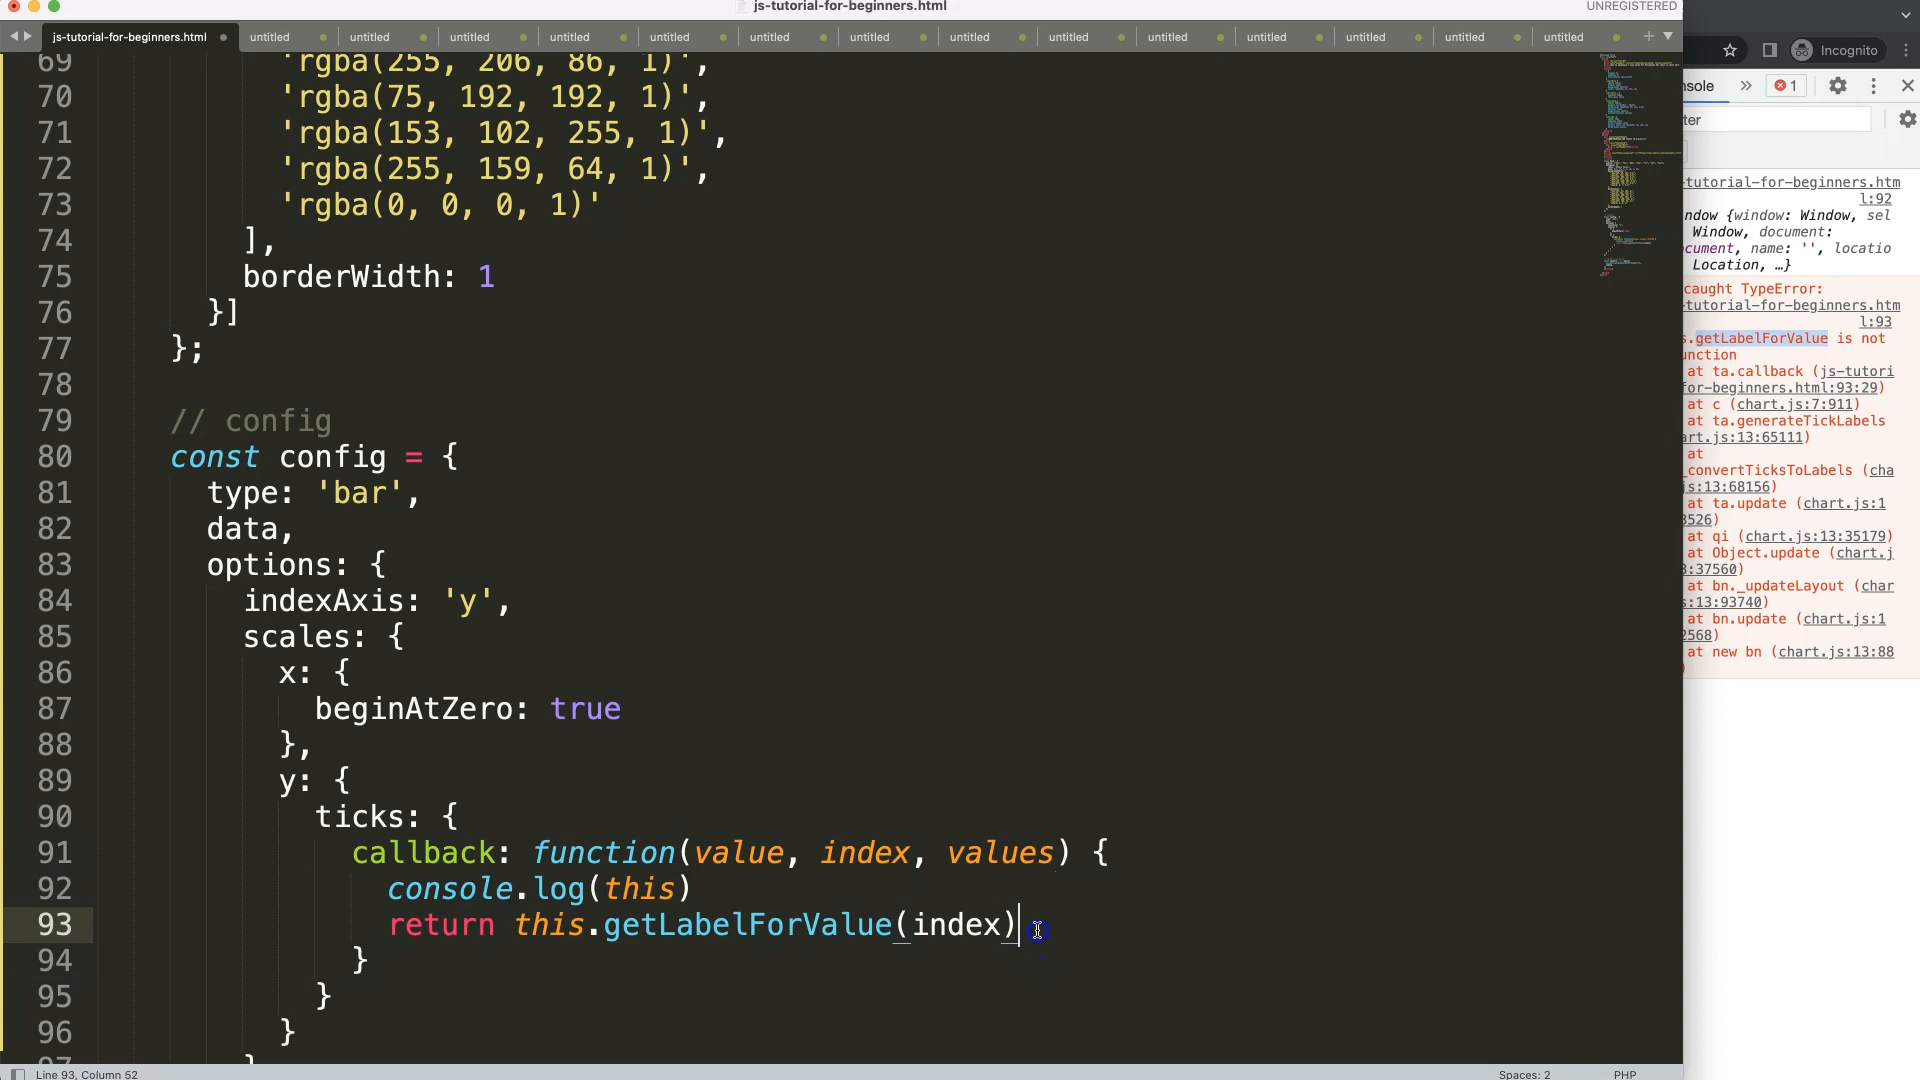 js-tutorial-for-beginners.html
UNREGISTERED
js-tutorial-for-beginners.html untitled untitled untitled untitled untitled untitled untitled untitled untitled untitled untitled untitled untitled untitled
69 'rgba(255, 206, 86, 1)',
70 'rgba(75, 192, 192, 1)',
71 'rgba(153, 102, 255, 1)',
72 'rgba(255, 159, 64, 1)',
73 'rgba(0, 0, 0, 1)'
74 ],
75 borderWidth: 1
76 }]
77 };
78
79 // config
80 const config = {
81 type: 'bar',
82 data,
83 options: {
84 indexAxis: 'y',
85 scales: {
86 x: {
87 beginAtZero: true
88 },
89 y: {
90 ticks: {
91 callback: function(value, index, values) {
92 console.log(this)
93 return this.getLabelForValue(index)
94 }
95 }
96 }
97 }
Line 93, Column 52
Spaces: 2
PHP
Incognito
nsole » 1
ter
-tutorial-for-beginners.htm
l:92
ndow {window: Window, sel
Window, document:
cument, name: '', locatio
Location, …}
caught TypeError:
-tutorial-for-beginners.htm
l:93
s.getLabelForValue is not
unction
at ta.callback (js-tutori
for-beginners.html:93:29)
at c (chart.js:7:911)
at ta.generateTickLabels
art.js:13:65111)
at
_convertTicksToLabels (cha
js:13:68156)
at ta.update (chart.js:1
3526)
at qi (chart.js:13:35179)
at Object.update (chart.j
3:37560)
at bn._updateLayout (char
s:13:93740)
at bn.update (chart.js:1
2568)
at new bn (chart.js:13:88
)